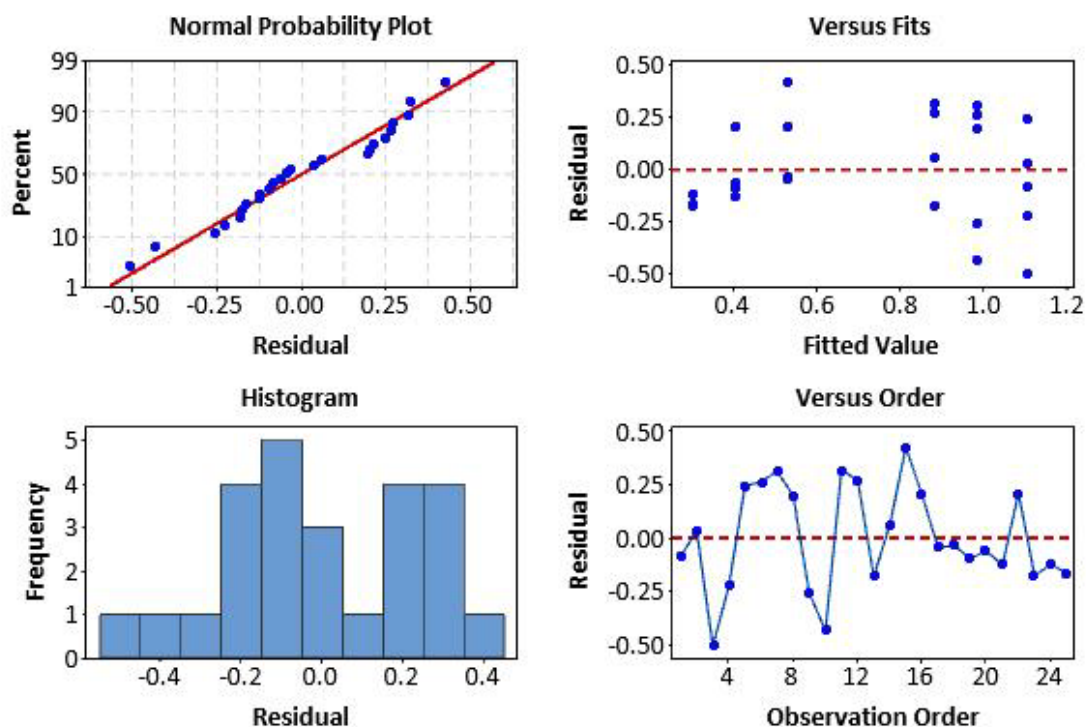 Normal Probability Plot
99
90
50
10
1
Percent
-0.50 -0.25 0.00 0.25 0.50
Residual
Versus Fits
0.50
0.25
0.00
-0.25
-0.50
Residual
0.4 0.6 0.8 1.0 1.2
Fitted Value
Histogram
5
4
3
2
1
0
Frequency
-0.4 -0.2 0.0 0.2 0.4
Residual
Versus Order
0.50
0.25
0.00
-0.25
-0.50
Residual
4 8 12 16 20 24
Observation Order